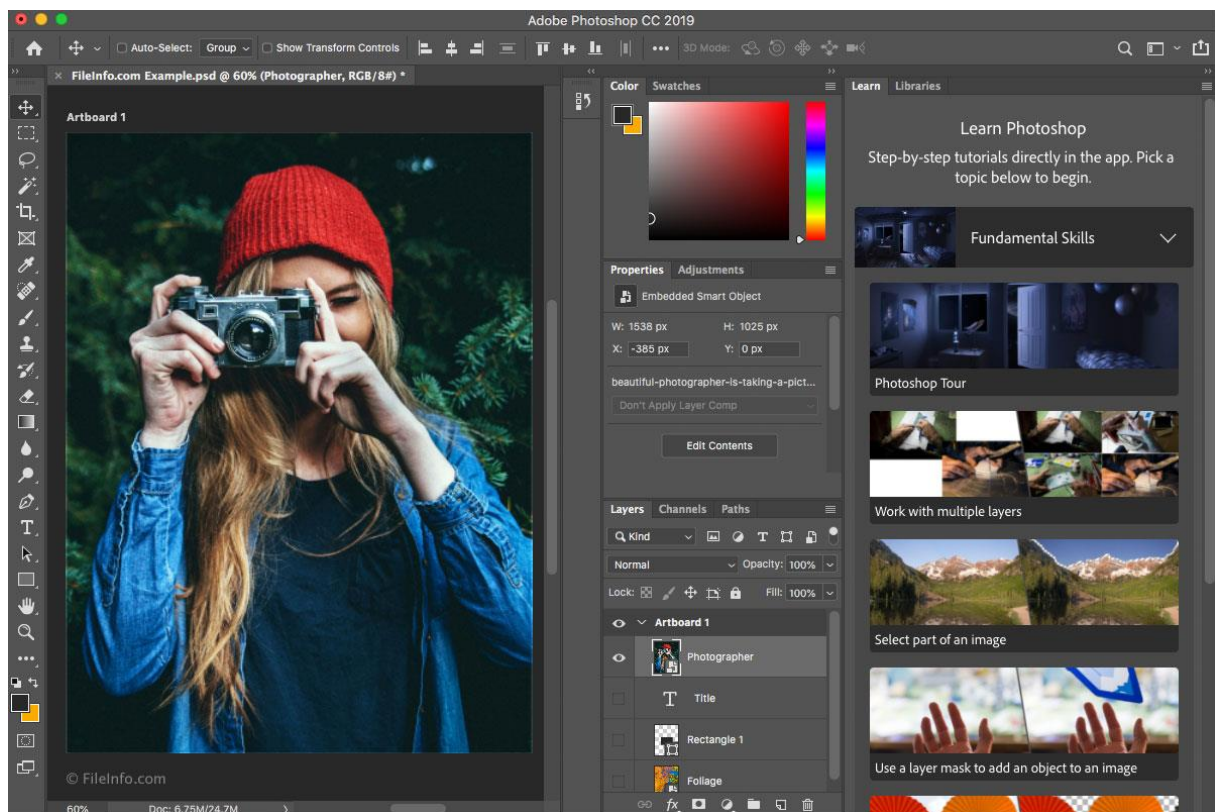 Adobe Photoshop CC 2019
Auto-Select: Group Show Transform Controls 3D Mode:
× FileInfo.com Example.psd @ 60% (Photographer, RGB/8#) *
Artboard 1
© FileInfo.com
60% Doc: 6.75M/24.7M
Color Swatches
Properties Adjustments
Embedded Smart Object
W: 1538 px H: 1025 px
X: -385 px Y: 0 px
beautiful-photographer-is-taking-a-pict...
Don't Apply Layer Comp
Edit Contents
Layers Channels Paths
Kind
Normal Opacity: 100%
Lock: Fill: 100%
Artboard 1
Photographer
T Title
Rectangle 1
Foliage
fx
Learn Libraries
Learn Photoshop
Step-by-step tutorials directly in the app. Pick a
topic below to begin.
Fundamental Skills
Photoshop Tour
Work with multiple layers
Select part of an image
Use a layer mask to add an object to an image